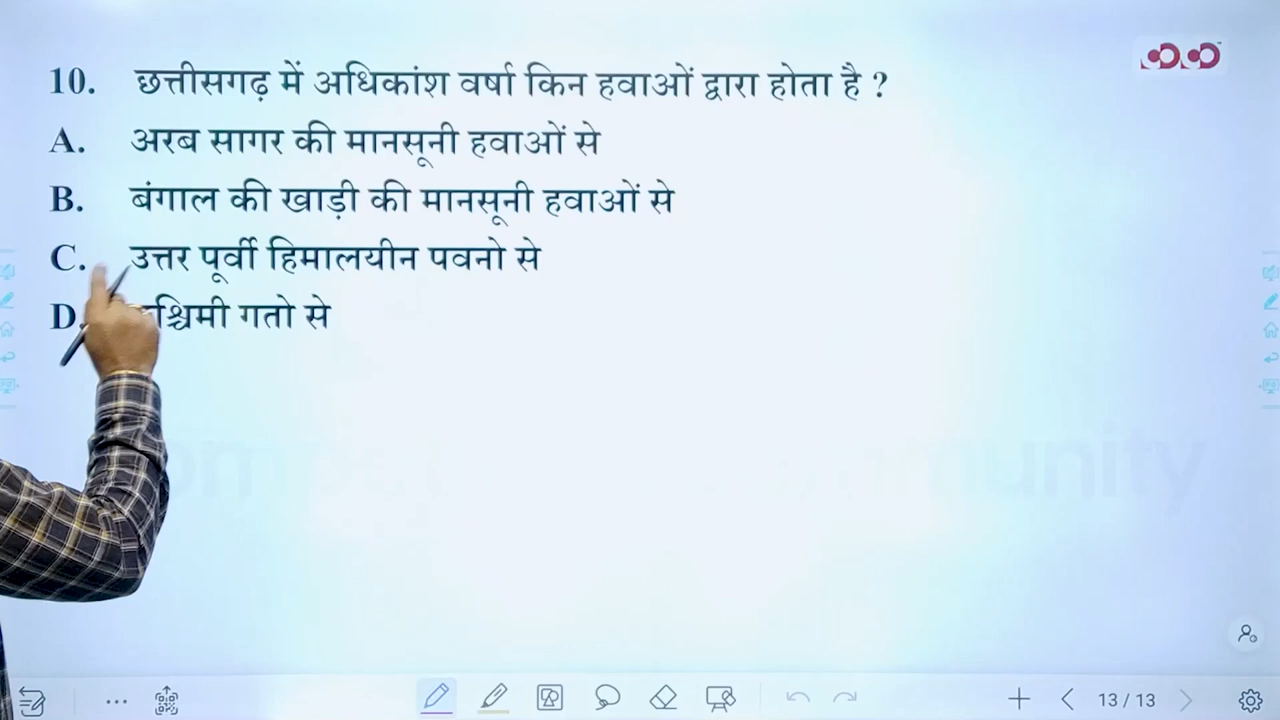 10. छत्तीसगढ़ में अधिकांश वर्षा किन हवाओं द्वारा होता है ?
A. अरब सागर की मानसूनी हवाओं से
B. बंगाल की खाड़ी की मानसूनी हवाओं से
C. उत्तर पूर्वी हिमालयीन पवनो से
D. गतो से
13 / 13